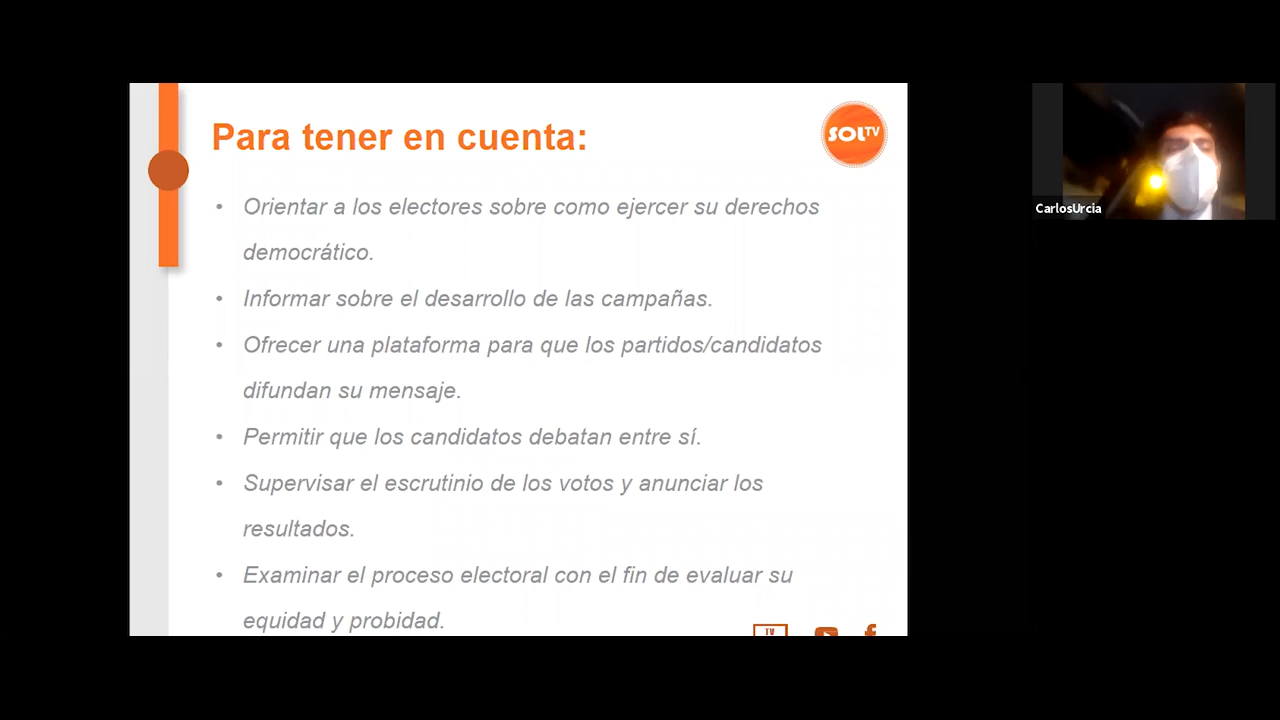 Para tener en cuenta:
SOLTV
• Orientar a los electores sobre como ejercer su derechos
democrático.
• Informar sobre el desarrollo de las campañas.
• Ofrecer una plataforma para que los partidos/candidatos
difundan su mensaje.
• Permitir que los candidatos debatan entre sí.
• Supervisar el escrutinio de los votos y anunciar los
resultados.
• Examinar el proceso electoral con el fin de evaluar su
equidad y probidad.
TV
CarlosUrcia